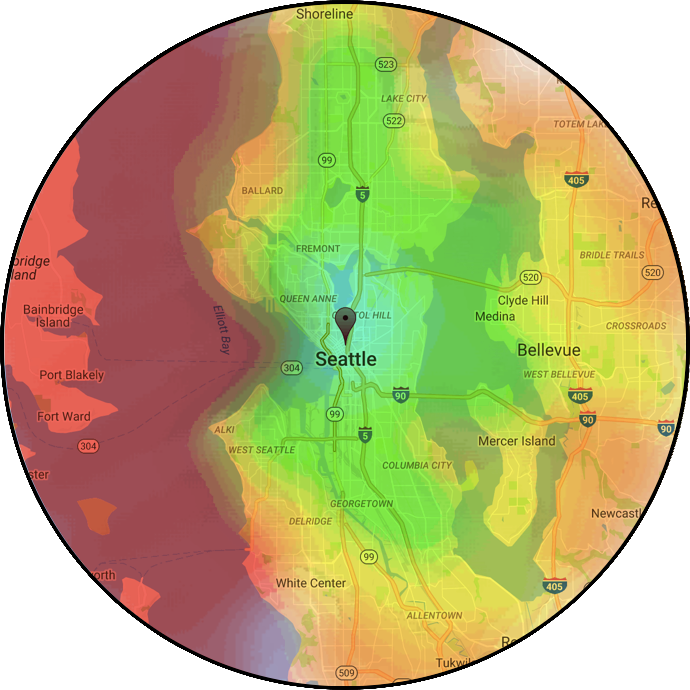 Shoreline
523
LAKE CITY
522
TOTEM LAKE
99
405
BALLARD
5
Re
FREMONT
bridge
land
BRIDLE TRAILS
520
520
QUEEN ANNE
Clyde Hill
Bainbridge
Island
Elliott Bay
CAPITOL HILL
Medina
CROSSROADS
Seattle
Bellevue
304
Port Blakely
WEST BELLEVUE
90
405
Fort Ward
99
90
90
ALKI
5
304
Mercer Island
WEST SEATTLE
COLUMBIA CITY
ster
GEORGETOWN
Newcastl
DELRIDGE
99
orth
White Center
405
ALLENTOWN
Re
Tukwil
509